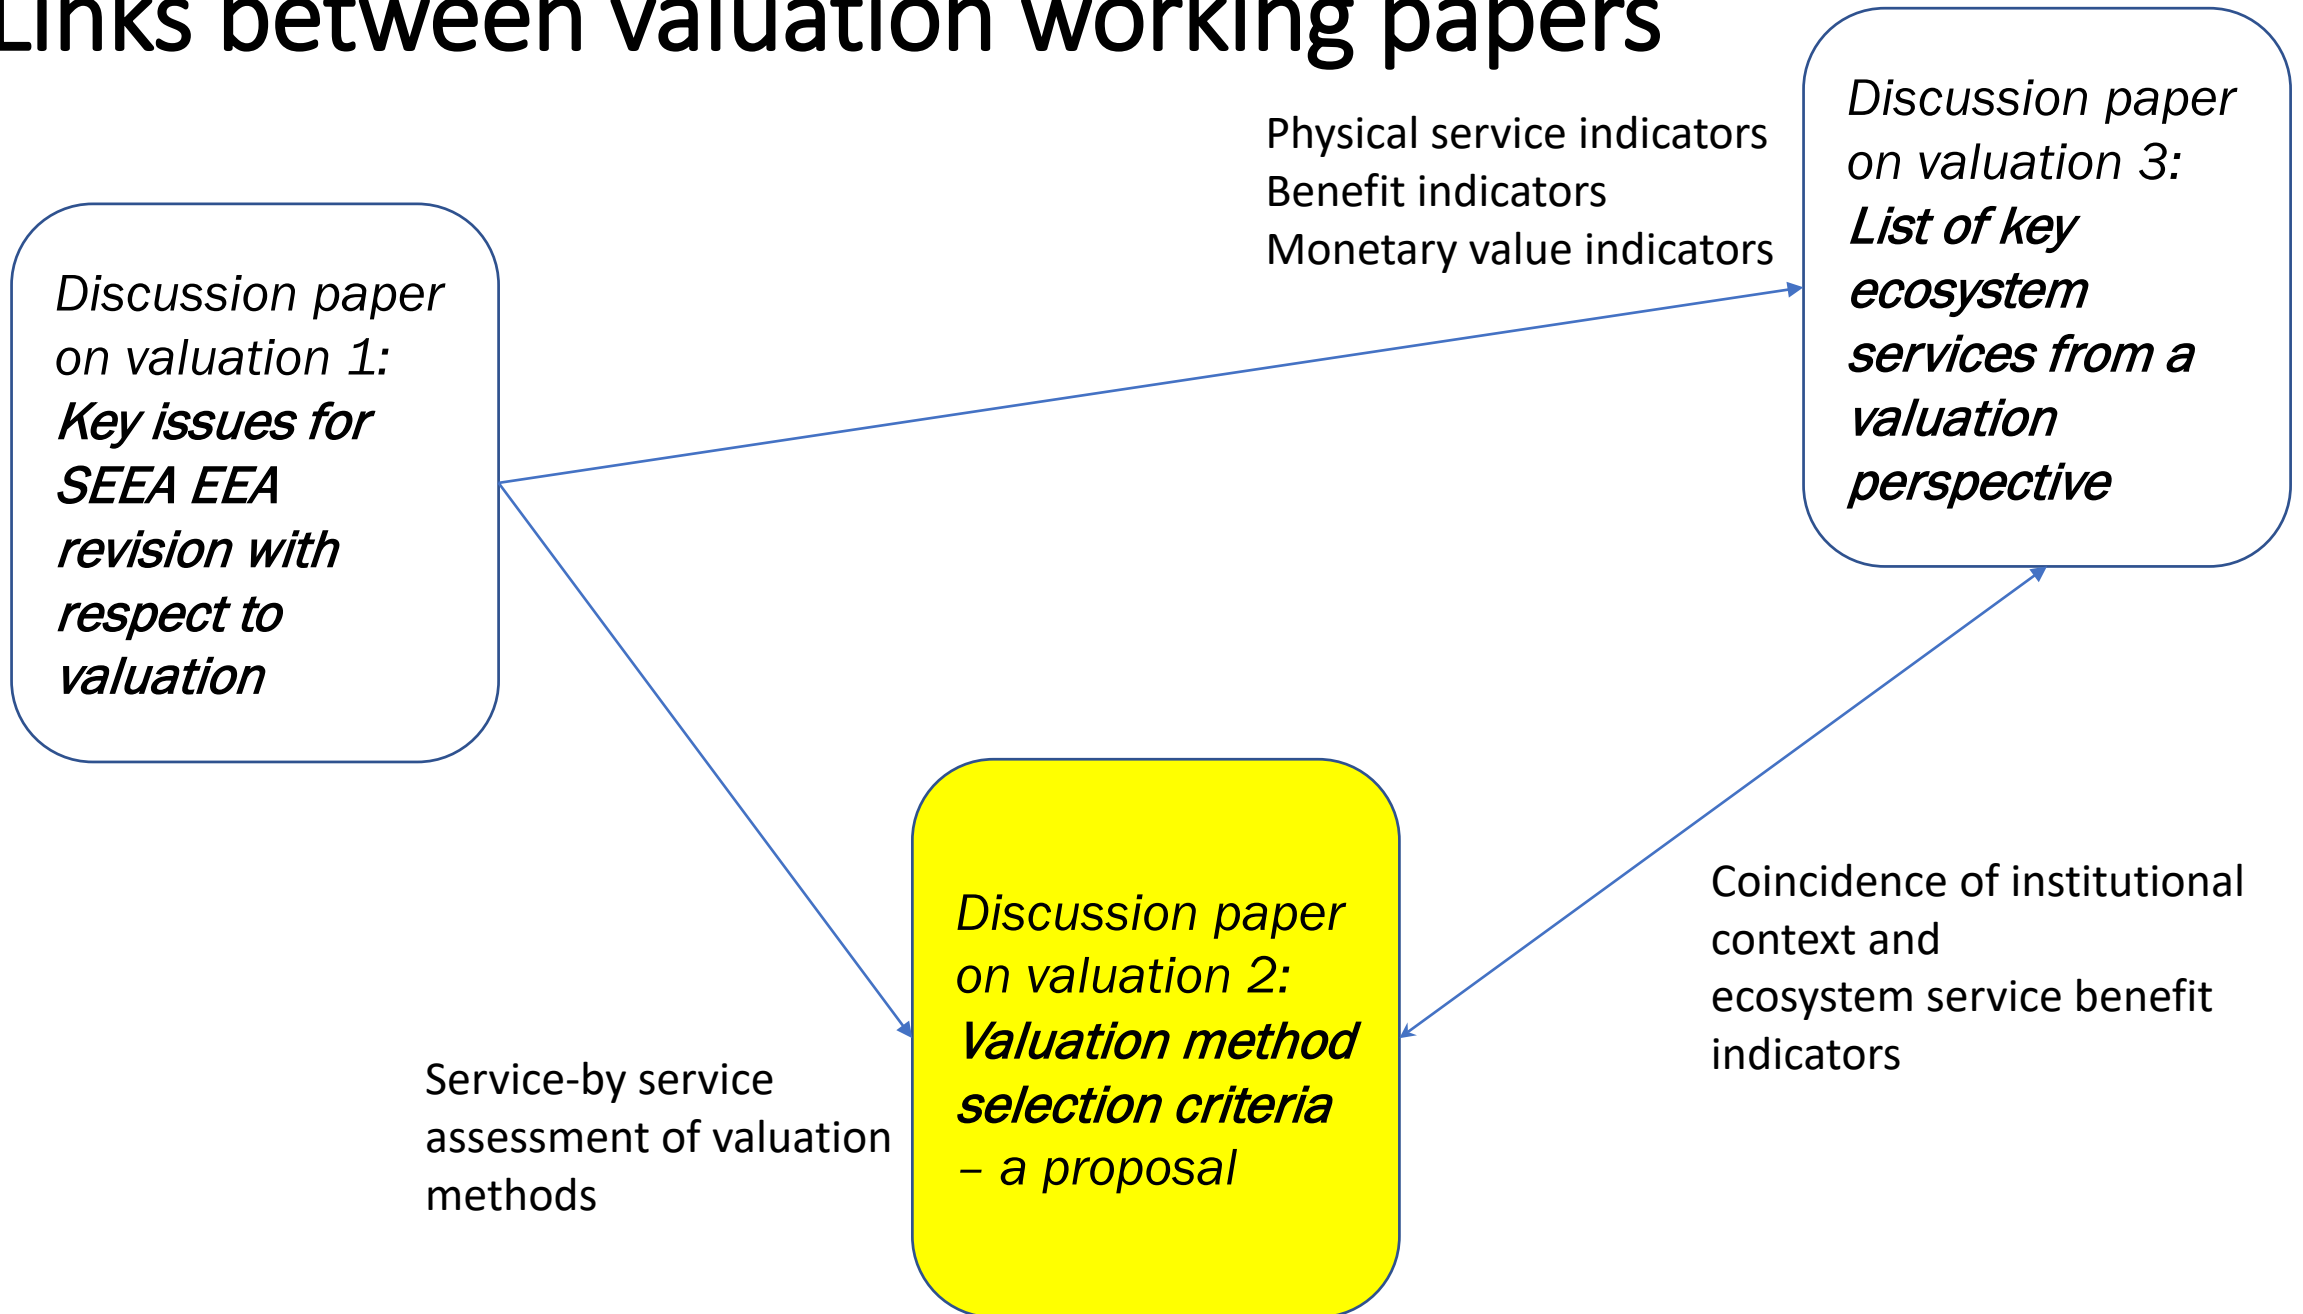 Links between valuation working papers
Discussion paper
on valuation 1:
Key issues for
SEEA EEA
revision with
respect to
valuation
Physical service indicators
Benefit indicators
Monetary value indicators
Discussion paper
on valuation 3:
List of key
ecosystem
services from a
valuation
perspective
Service-by service
assessment of valuation
methods
Discussion paper
on valuation 2:
Valuation method
selection criteria
– a proposal
Coincidence of institutional
context and
ecosystem service benefit
indicators